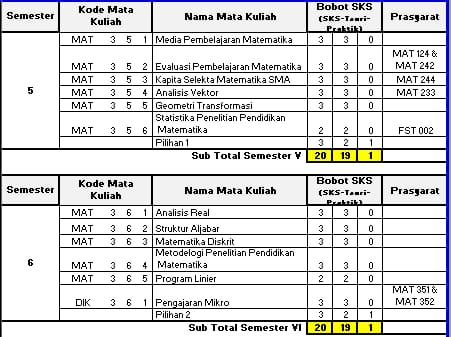 Semester Kode Mata Kuliah Nama Mata Kuliah Bobot SKS (SKS-Teori-Praktik) Prasyarat
MAT 3 5 1 Media Pembelajaran Matematika 3 3 0
MAT 3 5 2 Evaluasi Pembelajaran Matematika 3 3 0 MAT 124 & MAT 242
MAT 3 5 3 Kapita Selekta Matematika SMA 3 3 0 MAT 244
5 MAT 3 5 4 Analisis Vektor 3 3 0 MAT 233
MAT 3 5 5 Geometri Transformasi 3 3 0
MAT 3 5 6 Statistika Penelitian Pendidikan Matematika 2 2 0 FST 002
Pilihan 1 3 2 1
Sub Total Semester V 20 19 1
Semester Kode Mata Kuliah Nama Mata Kuliah Bobot SKS (SKS-Teori-Praktik) Prasyarat
MAT 3 6 1 Analisis Real 3 3 0
MAT 3 6 2 Struktur Aljabar 3 3 0
MAT 3 6 3 Matematika Diskrit 3 3 0
6 MAT 3 6 4 Metodelogi Penelitian Pendidikan Matematika 3 3 0
MAT 3 6 5 Program Linier 2 2 0
DIK 3 6 1 Pengajaran Mikro 3 3 0 MAT 351 & MAT 352
Pilihan 2 3 2 1
Sub Total Semester VI 20 19 1